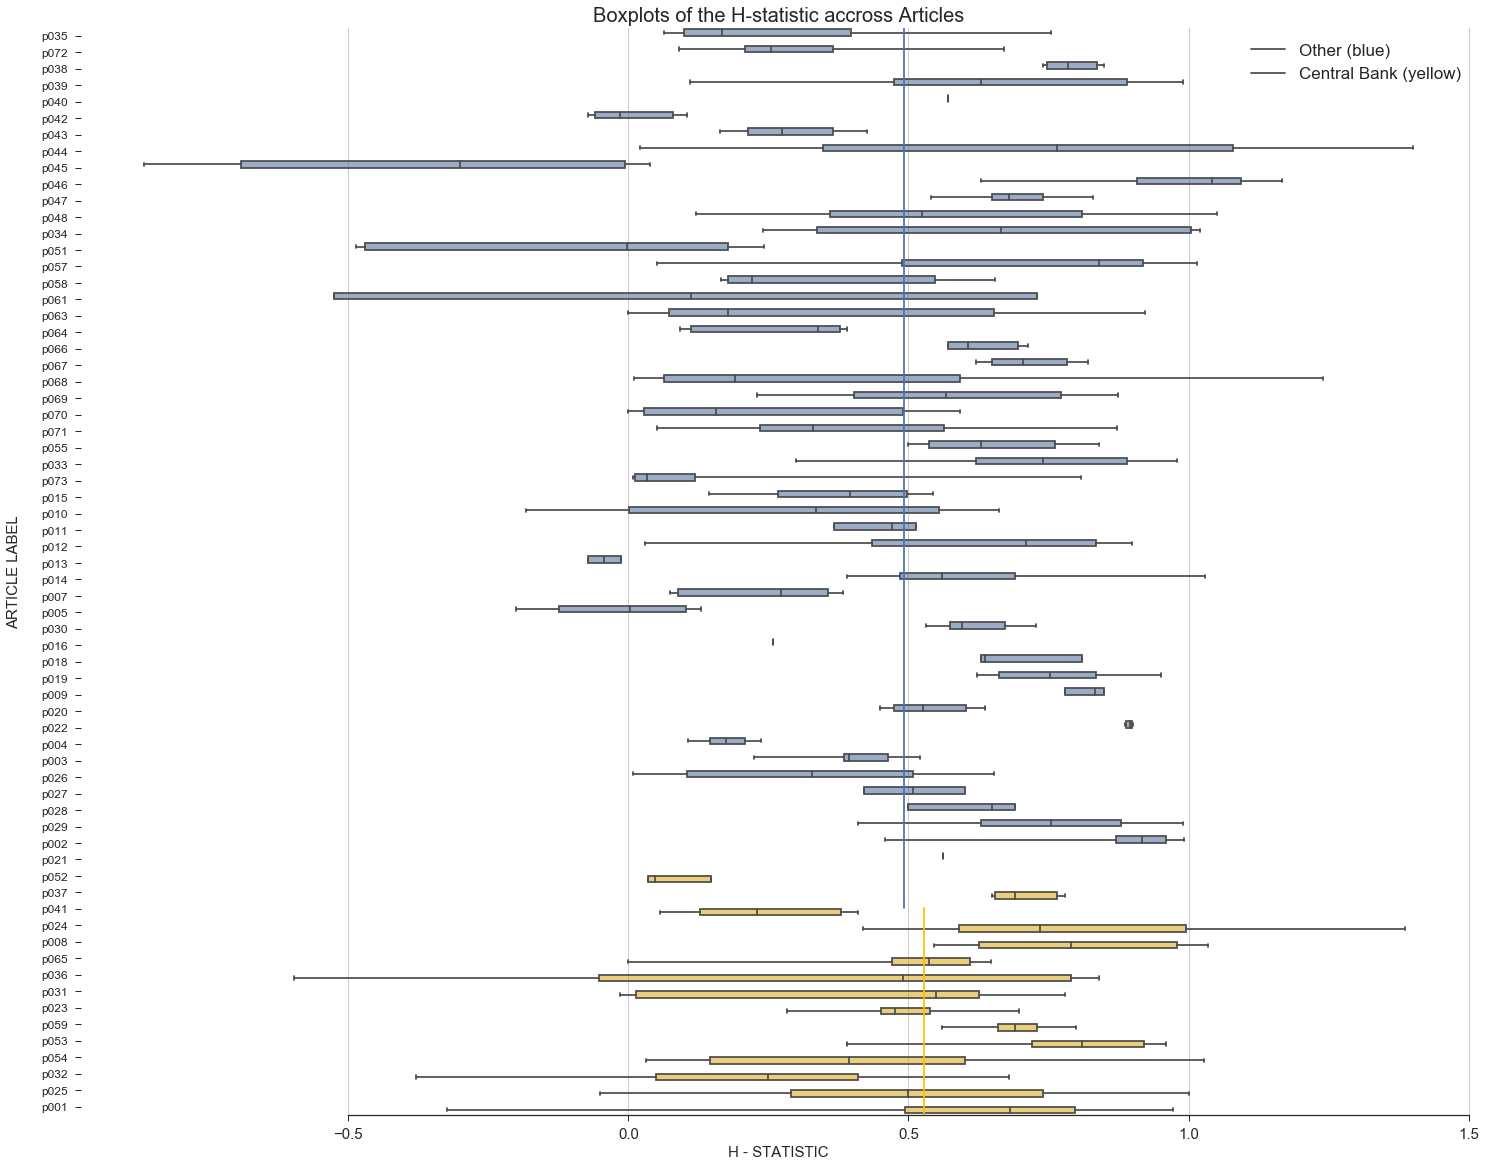 Boxplots of the H-statistic accross Articles
Other (blue)
Central Bank (yellow)
ARTICLE LABEL
p035
p072
p038
p039
p040
p042
p043
p044
p045
p046
p047
p048
p034
p051
p057
p058
p061
p063
p064
p066
p067
p068
p069
p070
p071
p055
p033
p073
p015
p010
p011
p012
p013
p014
p007
p005
p030
p016
p018
p019
p009
p020
p022
p004
p003
p026
p027
p028
p029
p002
p021
p052
p037
p041
p024
p008
p065
p036
p031
p023
p059
p053
p054
p032
p025
p001
−0.5 0.0 0.5 1.0 1.5
H - STATISTIC